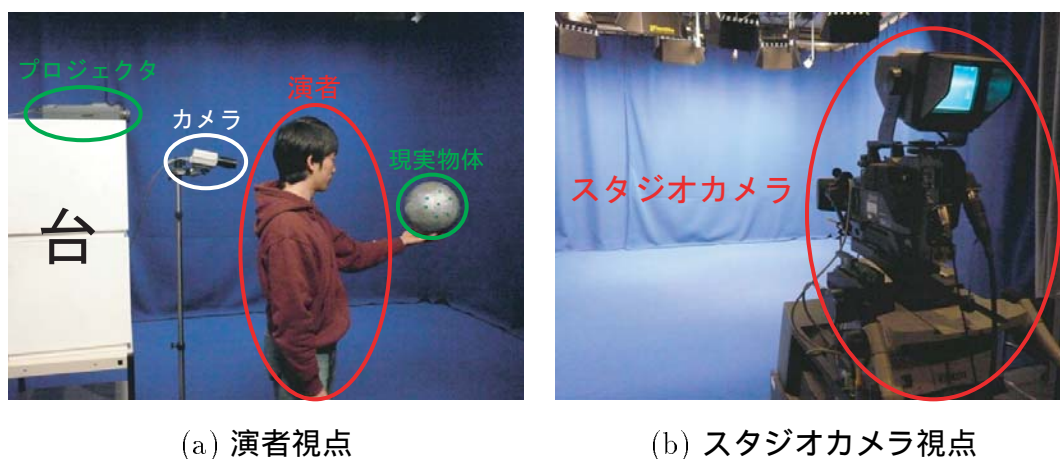 プロジェクタ
カメラ
演者
現実物体
台
スタジオカメラ
(a) 演者視点
(b) スタジオカメラ視点